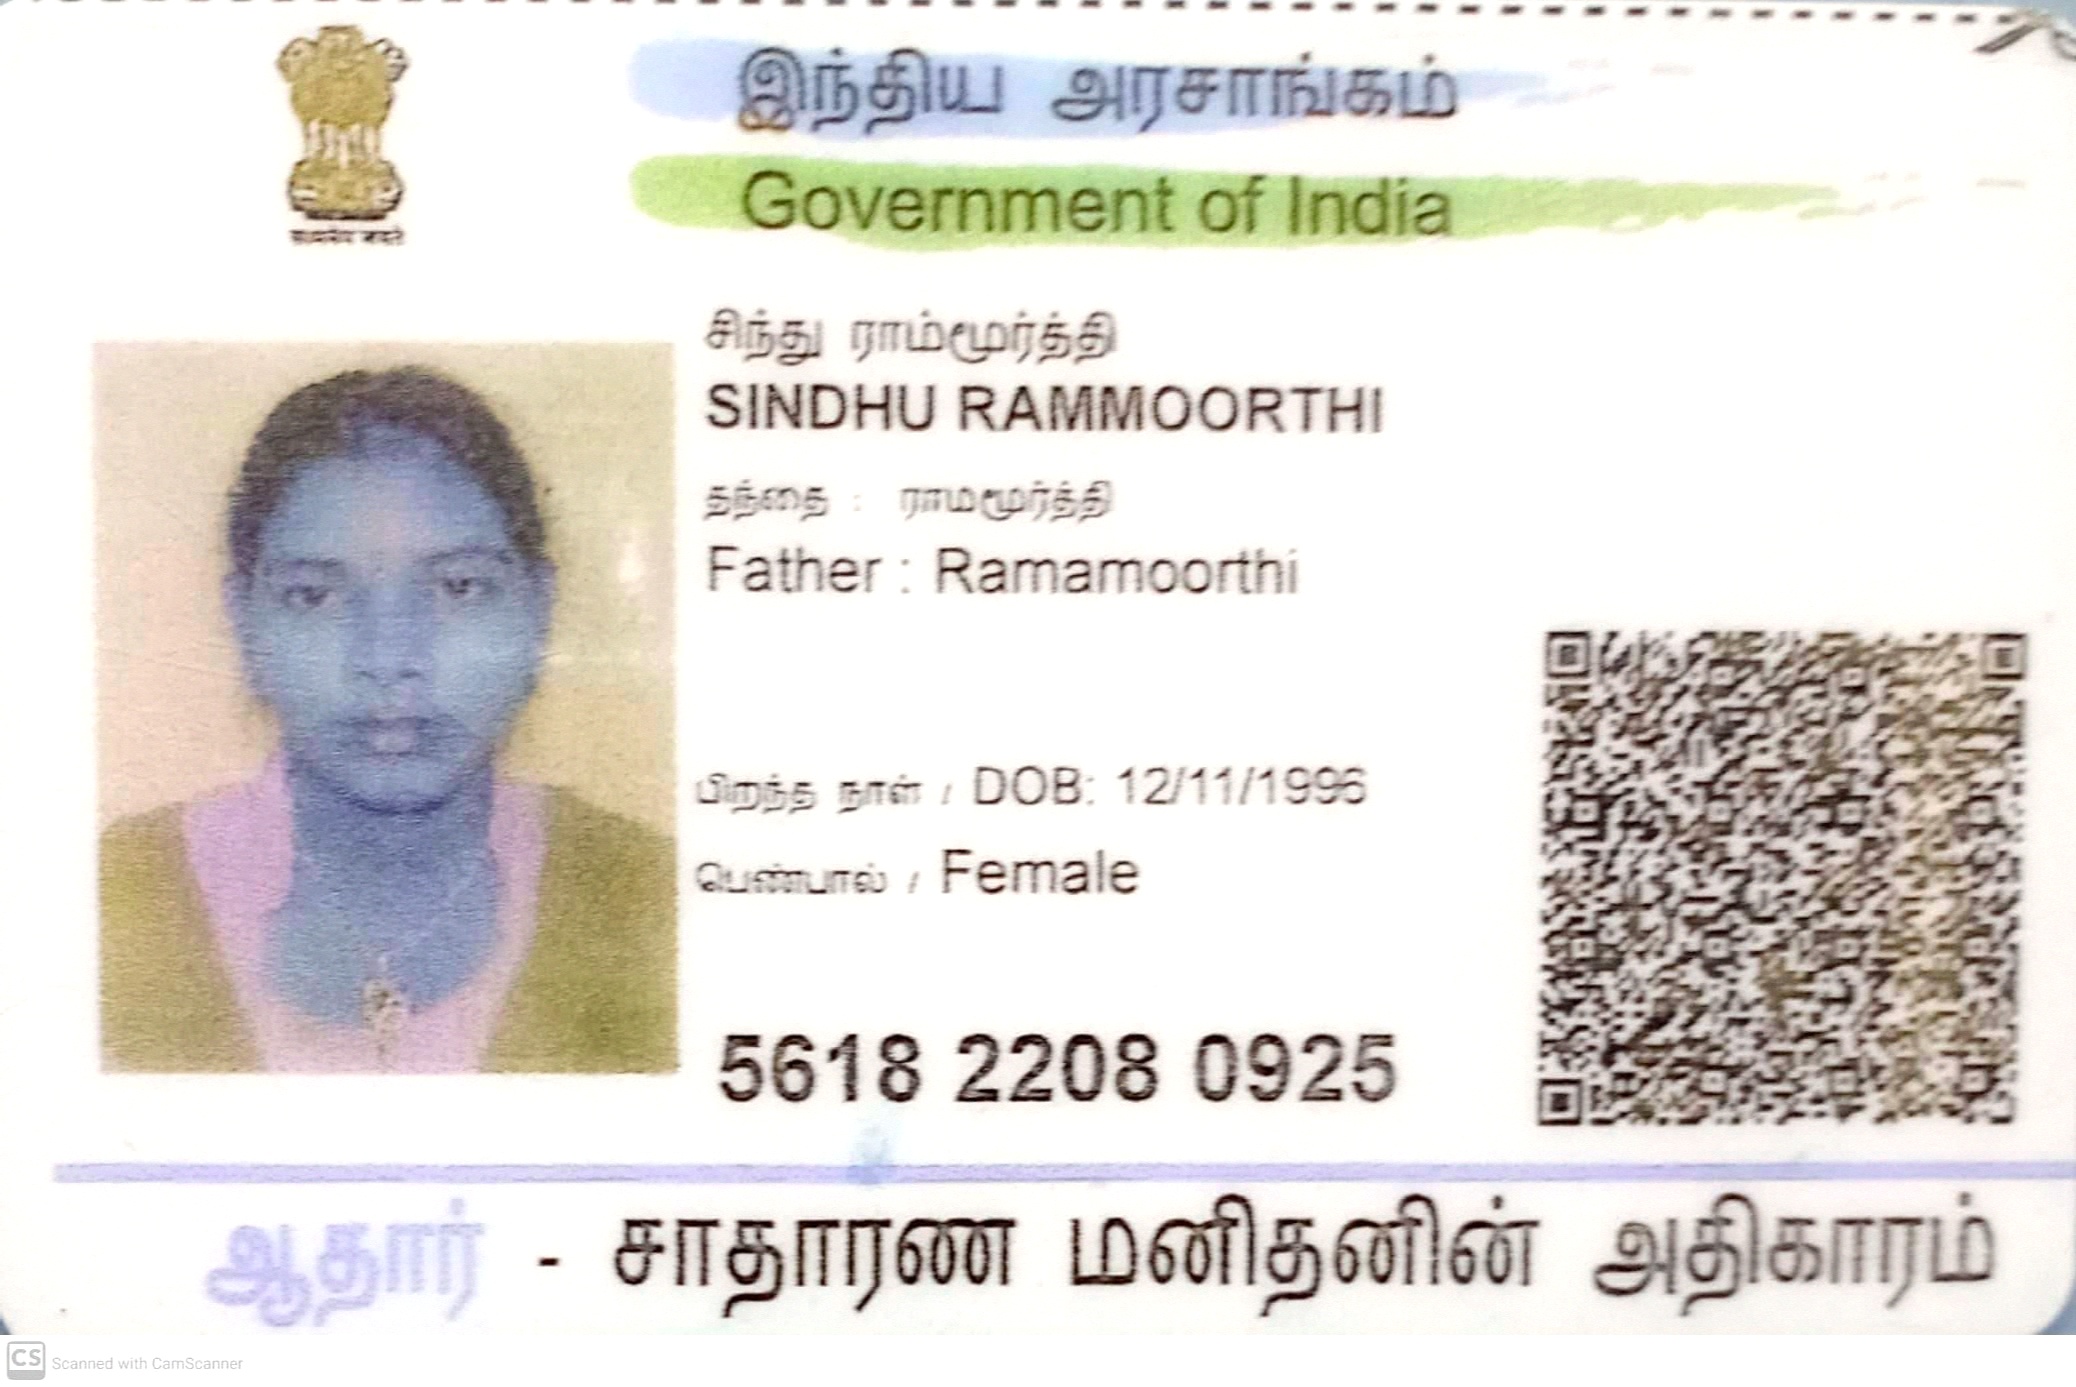 இந்திய அரசாங்கம்
Government of India
சிந்து ராம்மூர்த்தி
SINDHU RAMMOORTHI
தந்தை : ராமமூர்த்தி
Father : Ramamoorthi
பிறந்த நாள் / DOB: 12/11/1996
பெண்பால் / Female
5618 2208 0925
ஆதார் - சாதாரண மனிதனின் அதிகாரம்
CS Scanned with CamScanner